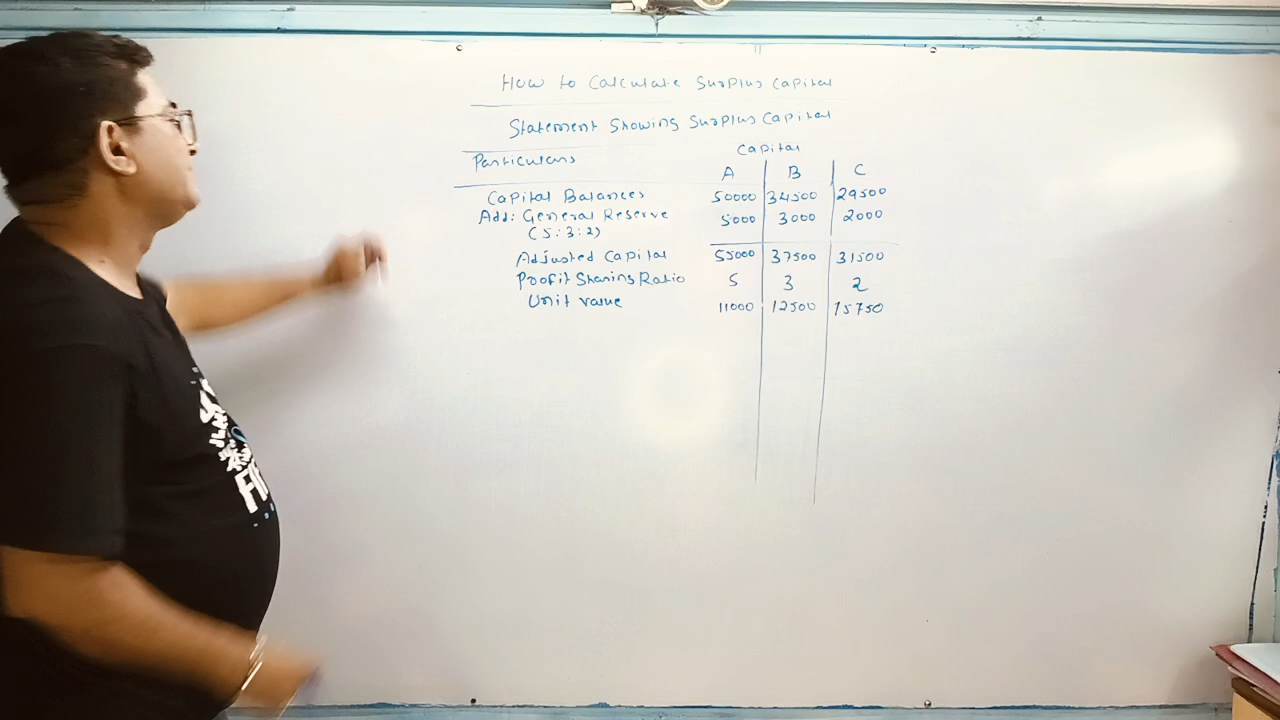 How to Calculate Surplus Capital
Statement Showing Surplus Capital
Particulars Capital
A B C
Capital Balances 50000 34500 29500
Add: General Reserve 5000 3000 2000
(5:3:2)
Adjusted Capital 55000 37500 31500
Profit Sharing Ratio 5 3 2
Unit value 11000 12500 15750